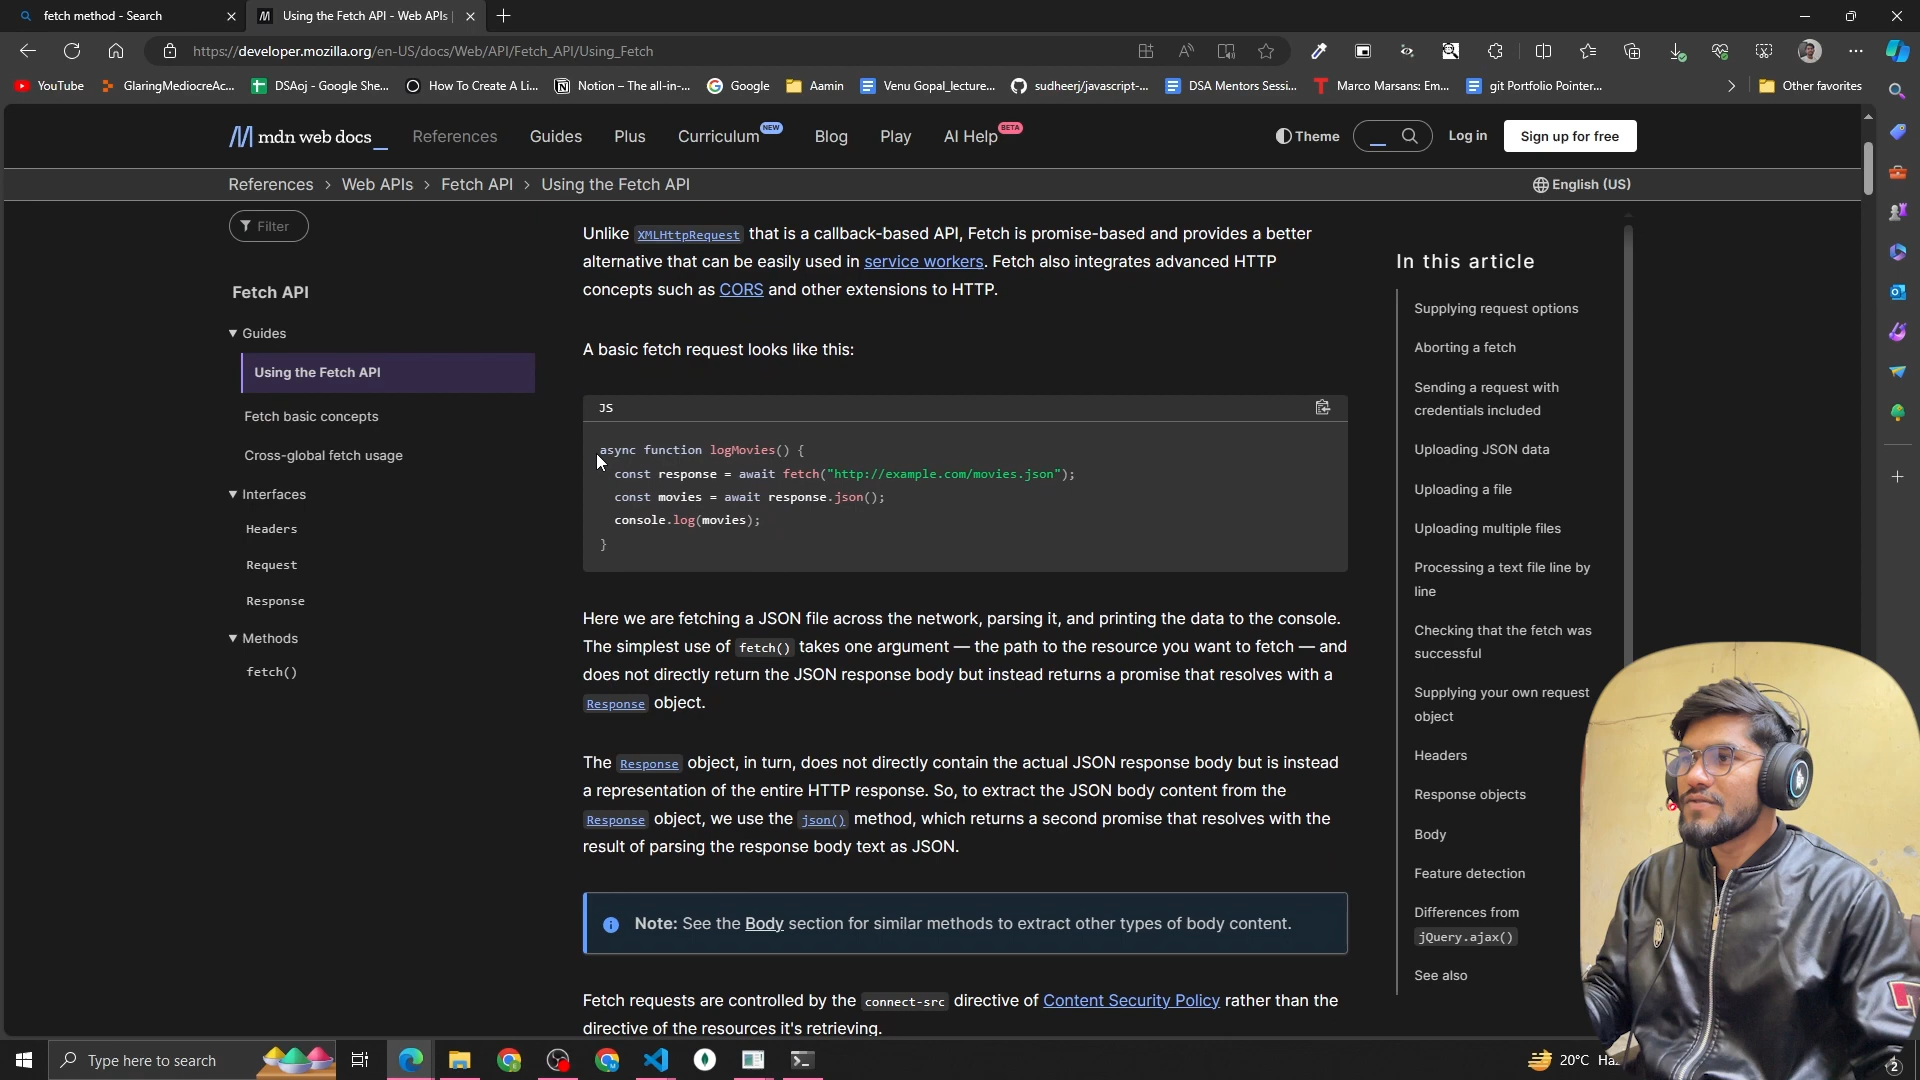 fetch method - Search
Using the Fetch API - Web APIs |
https://developer.mozilla.org/en-US/docs/Web/API/Fetch_API/Using_Fetch
YouTube
GlaringMediocreAc...
DSAoj - Google She...
How To Create A Li...
Notion – The all-in-...
Google
Aamin
Venu Gopal_lecture...
sudheerj/javascript-...
DSA Mentors Sessi...
Marco Marsans: Em...
git Portfolio Pointer...
Other favorites
mdn web docs_
References
Guides
Plus
Curriculum NEW
Blog
Play
AI Help BETA
Theme
Log in
Sign up for free
References > Web APIs > Fetch API > Using the Fetch API
English (US)
Filter
Fetch API
Guides
Using the Fetch API
Fetch basic concepts
Cross-global fetch usage
Interfaces
Headers
Request
Response
Methods
fetch()
Unlike XMLHttpRequest that is a callback-based API, Fetch is promise-based and provides a better
alternative that can be easily used in service workers. Fetch also integrates advanced HTTP
concepts such as CORS and other extensions to HTTP.
A basic fetch request looks like this:
JS
async function logMovies() {
const response = await fetch("http://example.com/movies.json");
const movies = await response.json();
console.log(movies);
}
Here we are fetching a JSON file across the network, parsing it, and printing the data to the console.
The simplest use of fetch() takes one argument — the path to the resource you want to fetch — and
does not directly return the JSON response body but instead returns a promise that resolves with a
Response object.
The Response object, in turn, does not directly contain the actual JSON response body but is instead
a representation of the entire HTTP response. So, to extract the JSON body content from the
Response object, we use the json() method, which returns a second promise that resolves with the
result of parsing the response body text as JSON.
Note: See the Body section for similar methods to extract other types of body content.
Fetch requests are controlled by the connect-src directive of Content Security Policy rather than the
directive of the resources it's retrieving.
In this article
Supplying request options
Aborting a fetch
Sending a request with
credentials included
Uploading JSON data
Uploading a file
Uploading multiple files
Processing a text file line by
line
Checking that the fetch was
successful
Supplying your own request
object
Headers
Response objects
Body
Feature detection
Differences from
jQuery.ajax()
See also
Type here to search
20°C
2